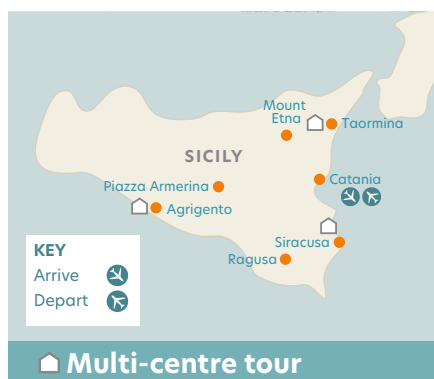 Mount
Etna
Taormina
SICILY
Catania
Piazza Armerina
Agrigento
Siracusa
Ragusa
KEY
Arrive
Depart
Multi-centre tour